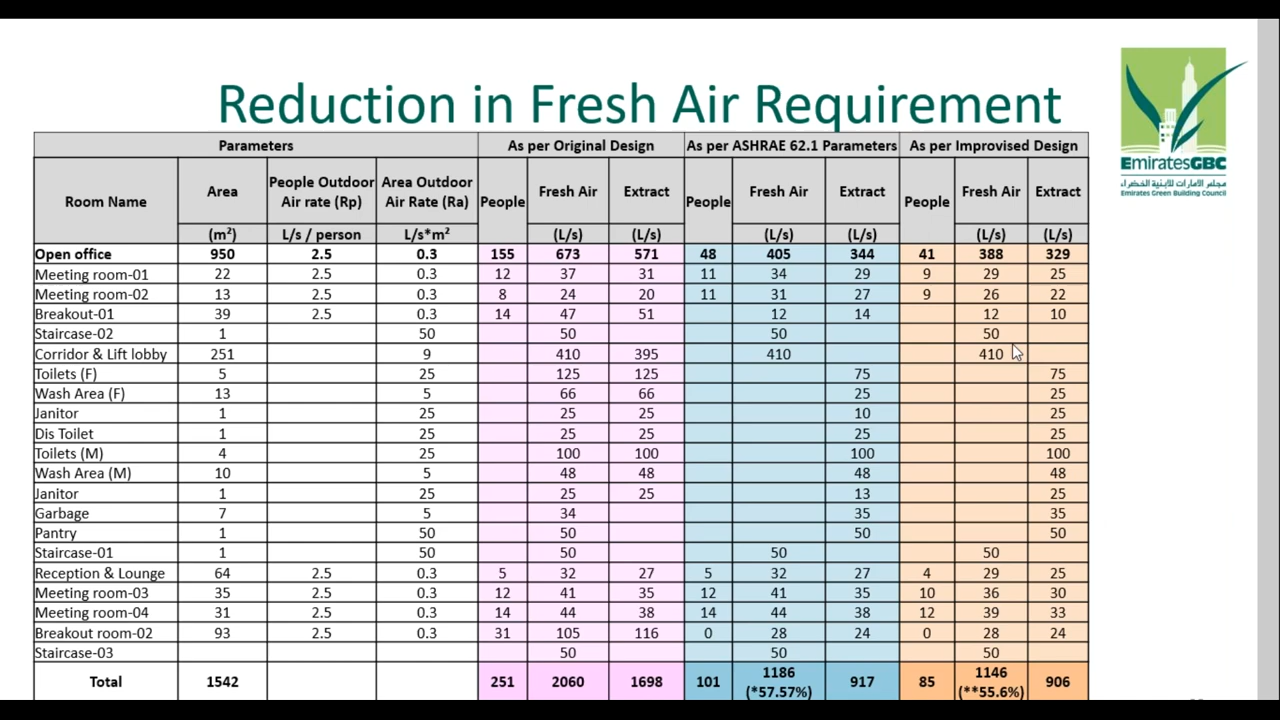 Reduction in Fresh Air Requirement
EmiratesGBC
مجلس الامارات للابنية الخضراء
Emirates Green Building Council
Parameters As per Original Design As per ASHRAE 62.1 Parameters As per Improvised Design
Room Name Area People Outdoor Air rate (Rp) Area Outdoor Air Rate (Ra) People Fresh Air Extract People Fresh Air Extract People Fresh Air Extract
(m²) L/s / person L/s*m² (L/s) (L/s) (L/s) (L/s) (L/s) (L/s)
Open office 950 2.5 0.3 155 673 571 48 405 344 41 388 329
Meeting room-01 22 2.5 0.3 12 37 31 11 34 29 9 29 25
Meeting room-02 13 2.5 0.3 8 24 20 11 31 27 9 26 22
Breakout-01 39 2.5 0.3 14 47 51 12 14 12 10
Staircase-02 1 50 50 50 50
Corridor & Lift lobby 251 9 410 395 410 410
Toilets (F) 5 25 125 125 75 75
Wash Area (F) 13 5 66 66 25 25
Janitor 1 25 25 25 10 25
Dis Toilet 1 25 25 25 25 25
Toilets (M) 4 25 100 100 100 100
Wash Area (M) 10 5 48 48 48 48
Janitor 1 25 25 25 13 25
Garbage 7 5 34 35 35
Pantry 1 50 50 50 50
Staircase-01 1 50 50 50 50
Reception & Lounge 64 2.5 0.3 5 32 27 5 32 27 4 29 25
Meeting room-03 35 2.5 0.3 12 41 35 12 41 35 10 36 30
Meeting room-04 31 2.5 0.3 14 44 38 14 44 38 12 39 33
Breakout room-02 93 2.5 0.3 31 105 116 0 28 24 0 28 24
Staircase-03 50 50 50
Total 1542 251 2060 1698 101 1186 (*57.57%) 917 85 1146 (**55.6%) 906